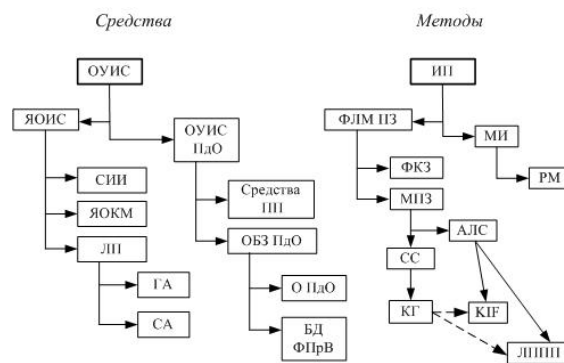 Средства
Методы
ОУИС
ИП
ЯОИС
ОУИС
ПдО
ФЛМ ПЗ
МИ
СИИ
Средства
ПП
ФКЗ
РМ
ЯОКМ
МПЗ
ЛП
ОБЗ ПдО
АЛС
СС
ГА
О ПдО
КГ
KIF
СА
БД
ФПрВ
ЛППП